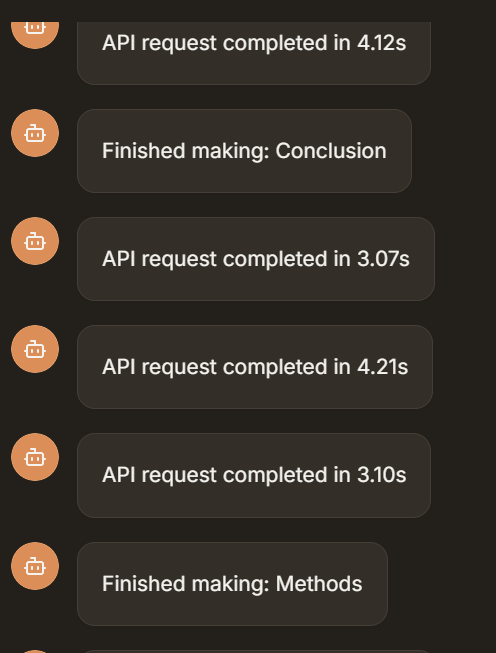 API request completed in 4.12s
Finished making: Conclusion
API request completed in 3.07s
API request completed in 4.21s
API request completed in 3.10s
Finished making: Methods